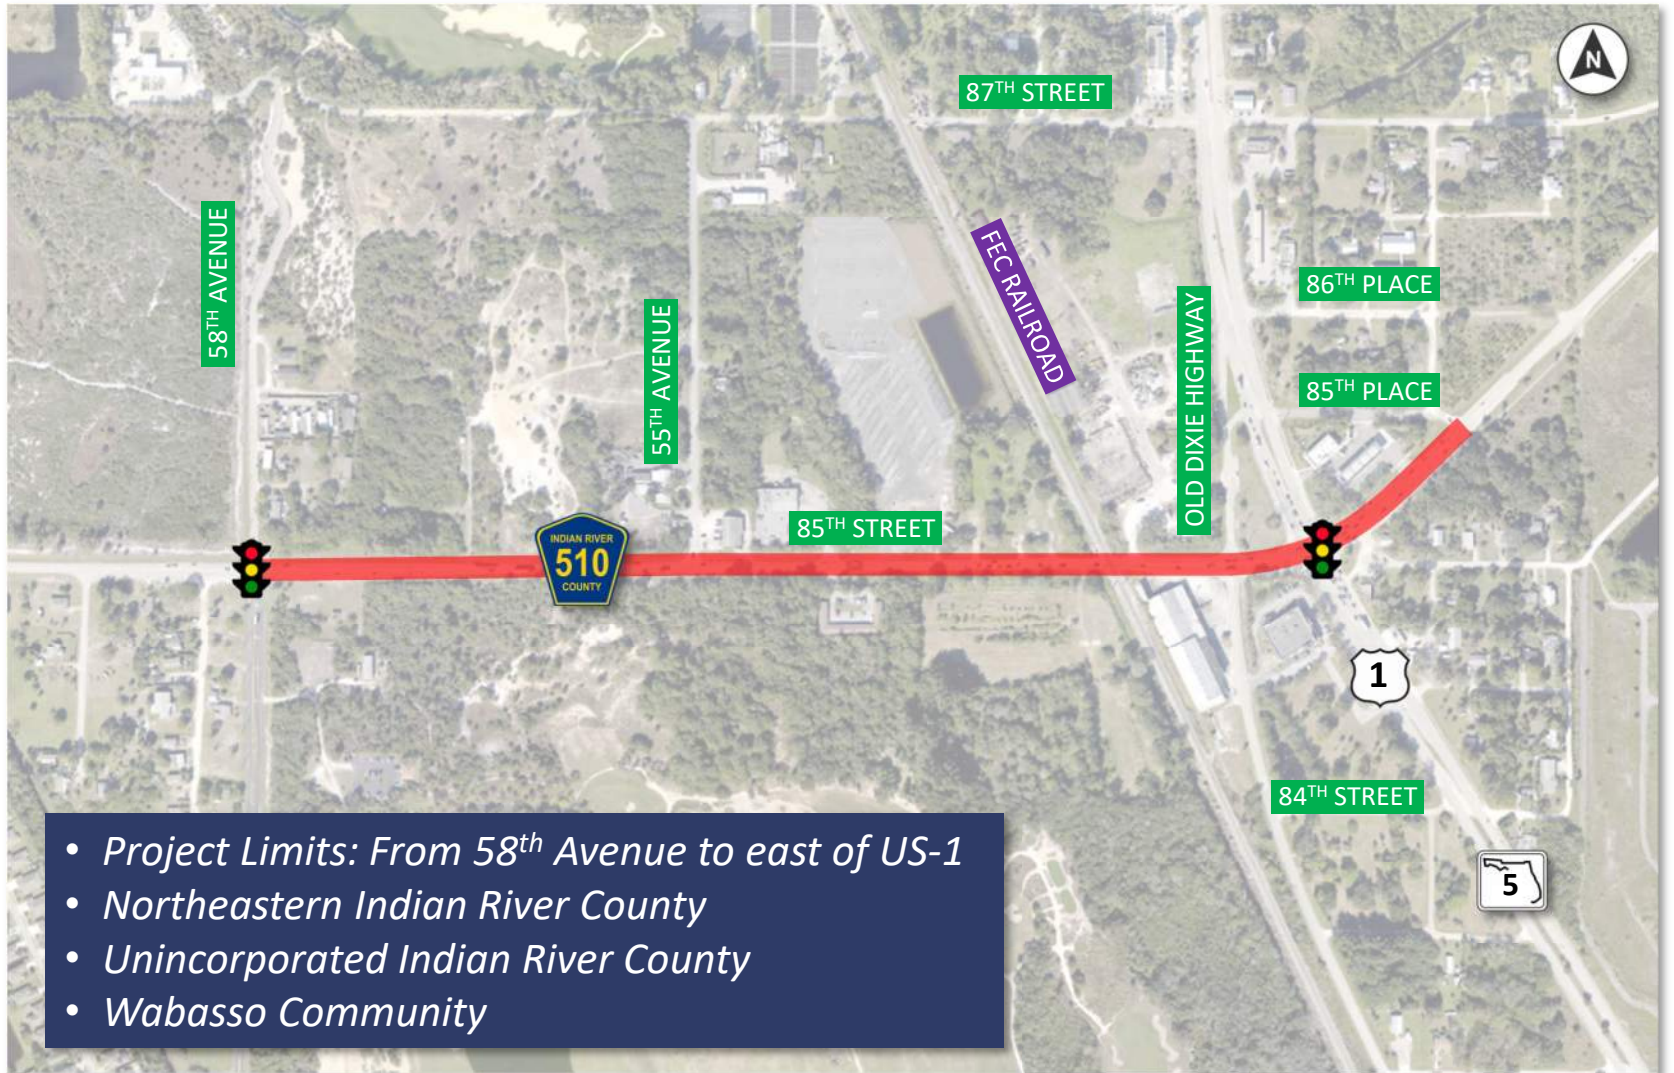 N
87TH STREET
58TH AVENUE
FEC RAILROAD
86TH PLACE
55TH AVENUE
OLD DIXIE HIGHWAY
85TH PLACE
85TH STREET
INDIAN RIVER
510
COUNTY
1
84TH STREET
5
• Project Limits: From 58th Avenue to east of US-1
• Northeastern Indian River County
• Unincorporated Indian River County
• Wabasso Community